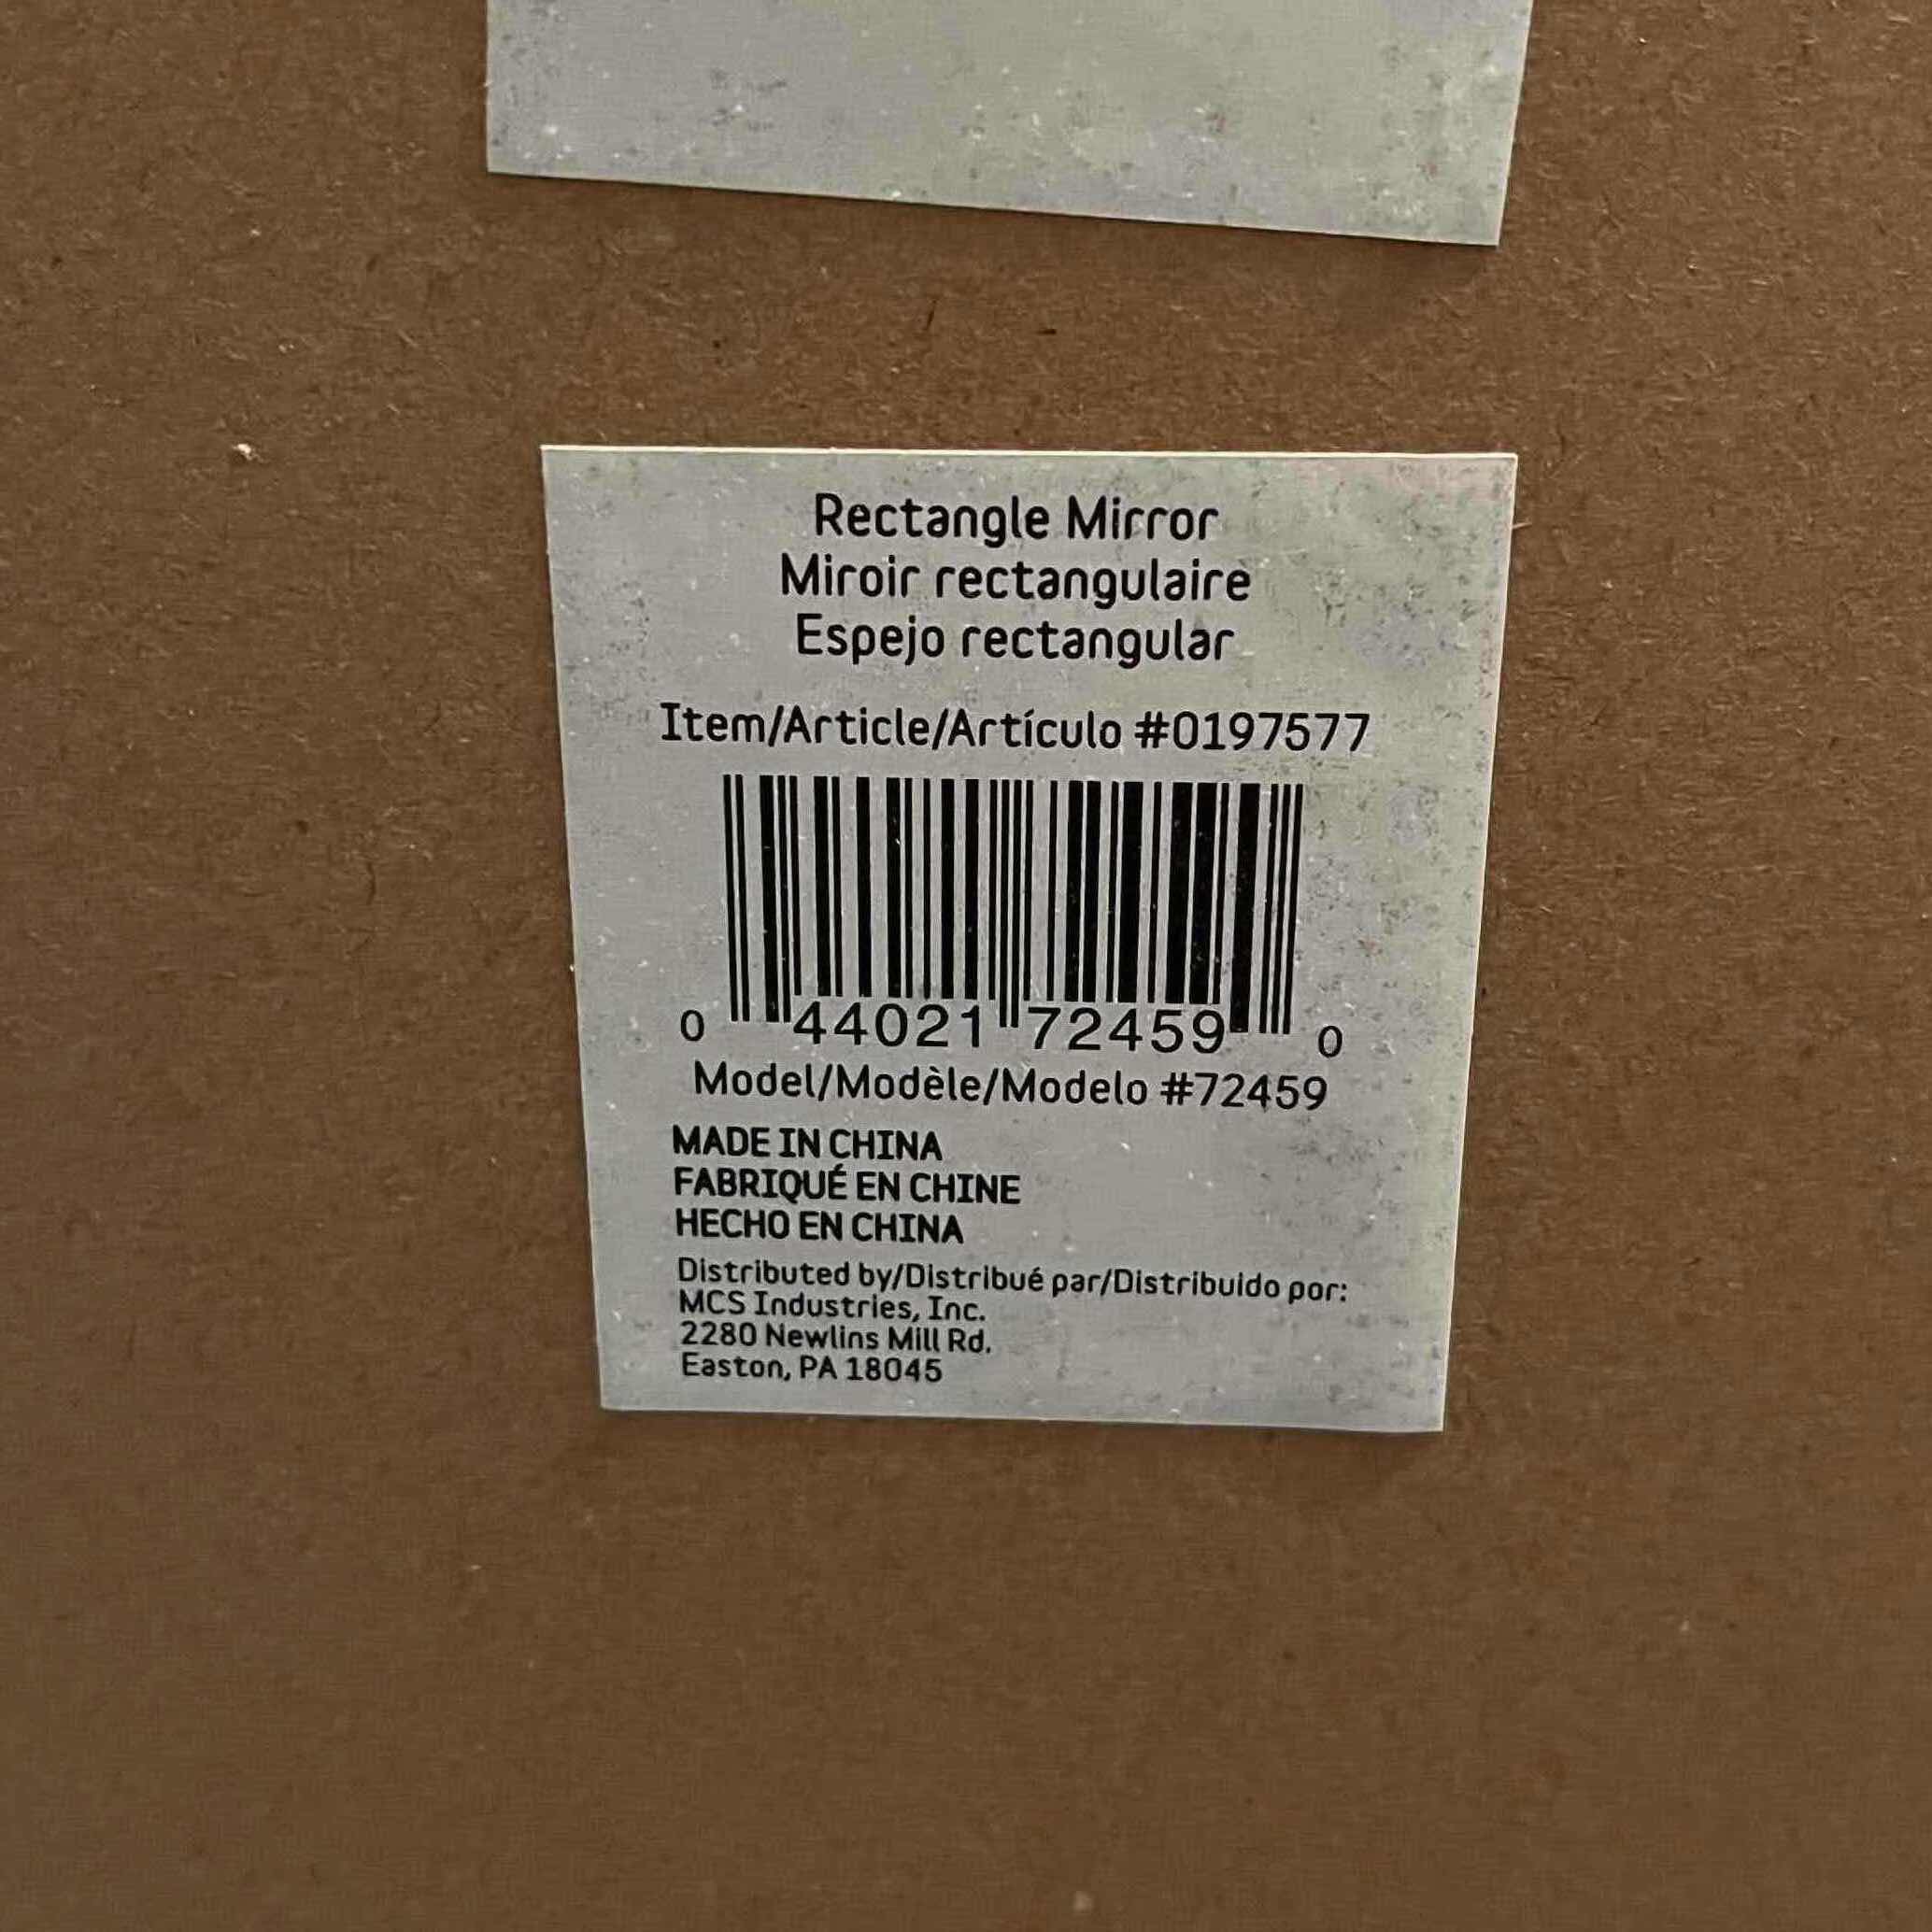 Rectangle Mirror
Miroir rectangulaire
Espejo rectangular
Item/Article/Artículo #0197577
0 44021 72459 0
Model/Modèle/Modelo #72459
MADE IN CHINA
FABRIQUÉ EN CHINE
HECHO EN CHINA
Distributed by/Distribué par/Distribuido por:
MCS Industries, Inc.
2280 Newlins Mill Rd.
Easton, PA 18045